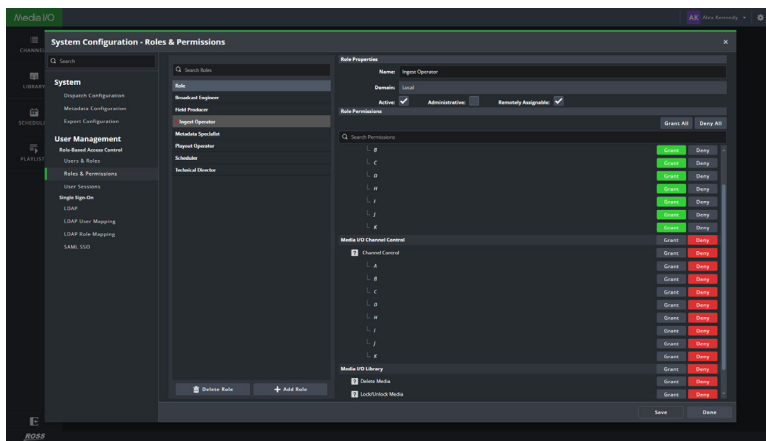 Media I/O
AK Akira Kennedy
System Configuration - Roles & Permissions
×
CHANNEL
LIBRARY
SCHEDUL
PLAYLIST
ROSS
Search
System
Dispatch Configuration
Metadata Configuration
Export Configuration
User Management
Role-Based Access Control
Users & Roles
Roles & Permissions
User Sessions
Single Sign-On
LDAP
LDAP User Mapping
LDAP Role Mapping
SAML SSO
Search Roles
Role
Broadcast Engineer
Field Producer
Ingest Operator
Metadata Specialist
Playout Operator
Scheduler
Technical Director
Delete Role
+ Add Role
Role Properties
Name: Ingest Operator
Domain: Local
Active: Administrative: Remotely Assignable:
Role Permissions
Grant All Deny All
Search Permissions
B Grant Deny
C Grant Deny
D Grant Deny
H Grant Deny
I Grant Deny
J Grant Deny
K Grant Deny
Media I/O Channel Control Grant Deny
? Channel Control Grant Deny
A Grant Deny
B Grant Deny
C Grant Deny
D Grant Deny
H Grant Deny
I Grant Deny
J Grant Deny
K Grant Deny
Media I/O Library Grant Deny
? Delete Media Grant Deny
? Lock/Unlock Media Grant Deny
Save Done